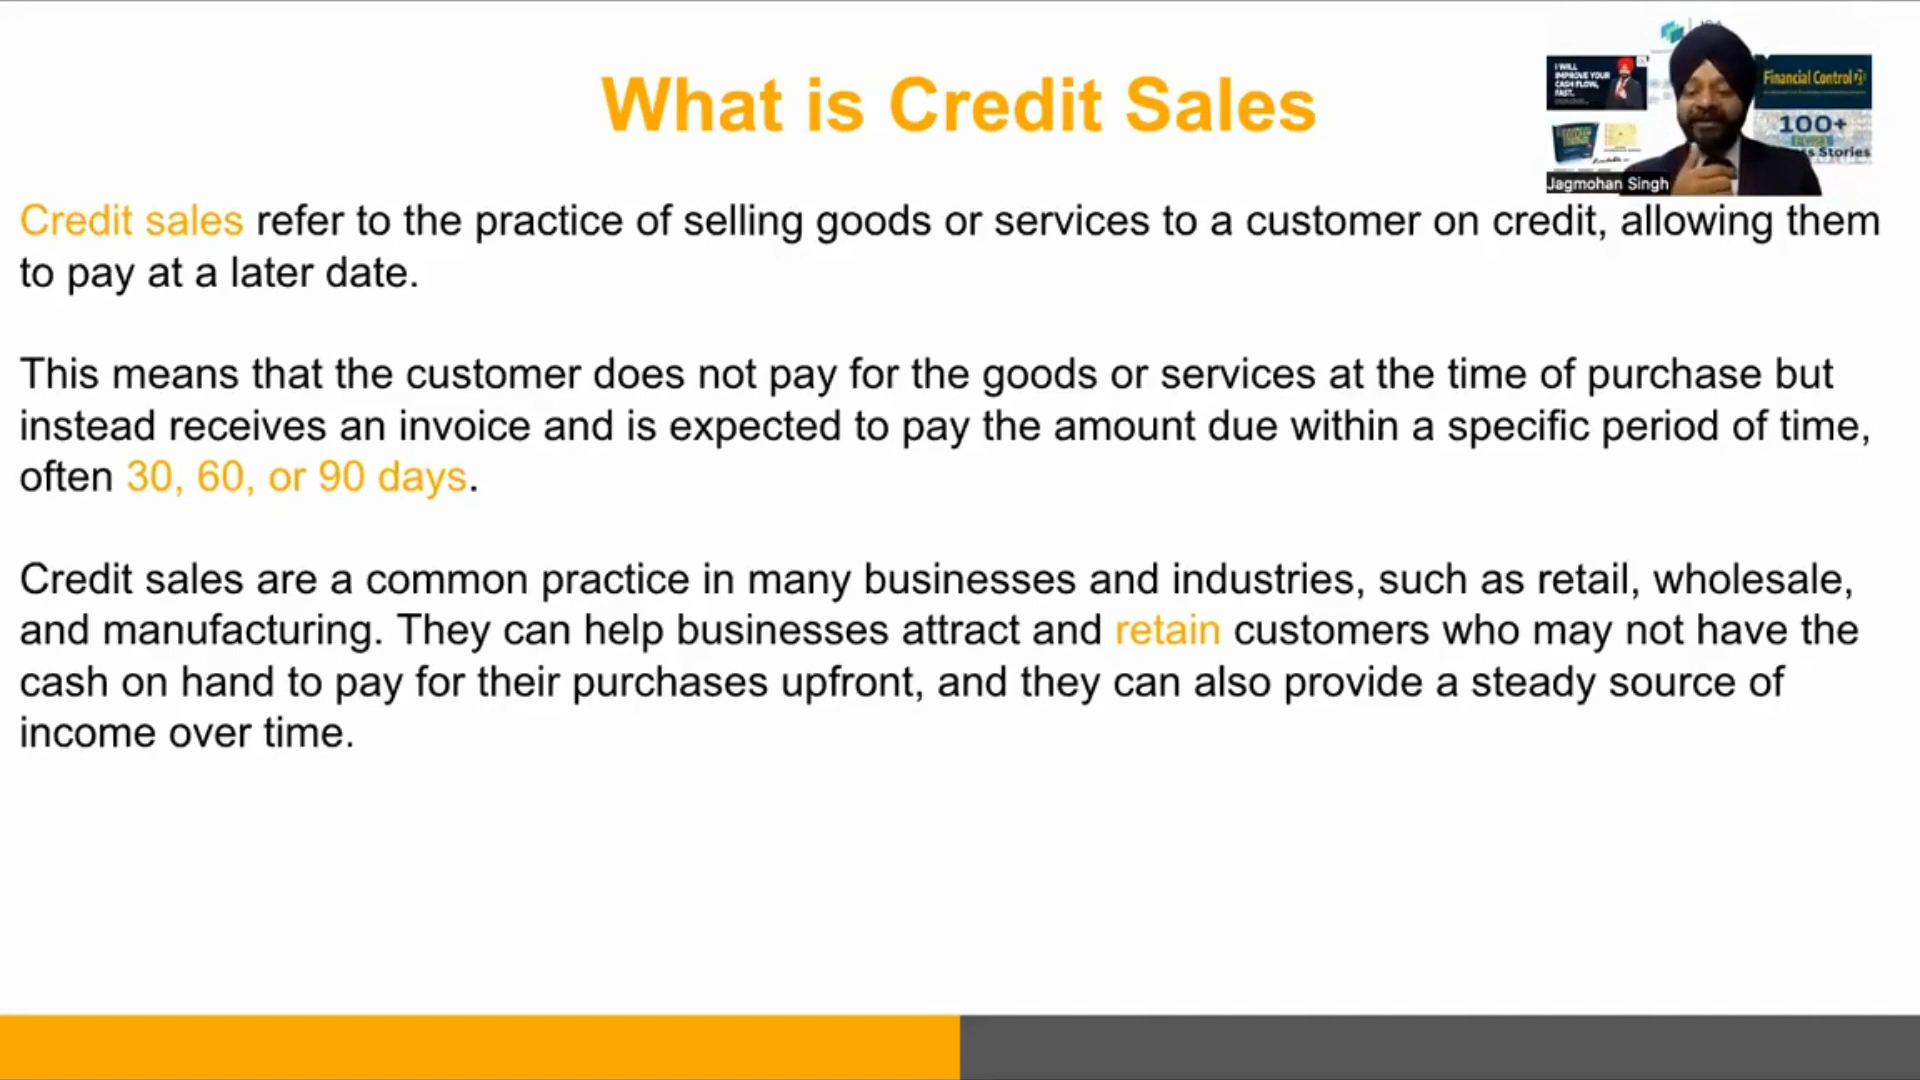 What is Credit Sales
I WILL
IMPROVE YOUR
CASH FLOW,
FAST.
Financial Control
100+
s Stories
Jagmohan Singh
Credit sales refer to the practice of selling goods or services to a customer on credit, allowing them
to pay at a later date.
This means that the customer does not pay for the goods or services at the time of purchase but
instead receives an invoice and is expected to pay the amount due within a specific period of time,
often 30, 60, or 90 days.
Credit sales are a common practice in many businesses and industries, such as retail, wholesale,
and manufacturing. They can help businesses attract and retain customers who may not have the
cash on hand to pay for their purchases upfront, and they can also provide a steady source of
income over time.